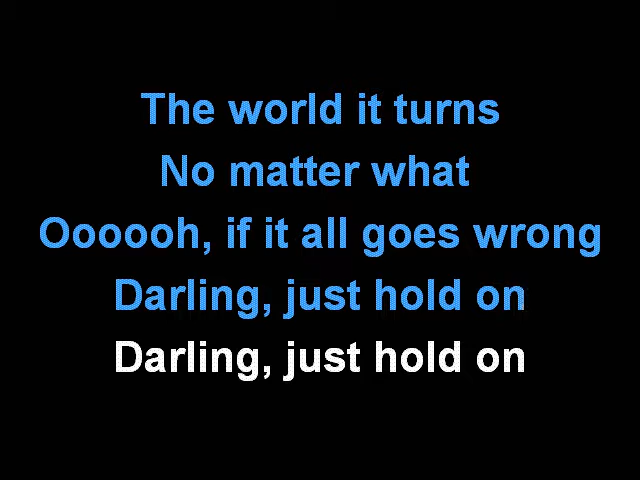 The world it turns
No matter what
Oooooh, if it all goes wrong
Darling, just hold on
Darling, just hold on